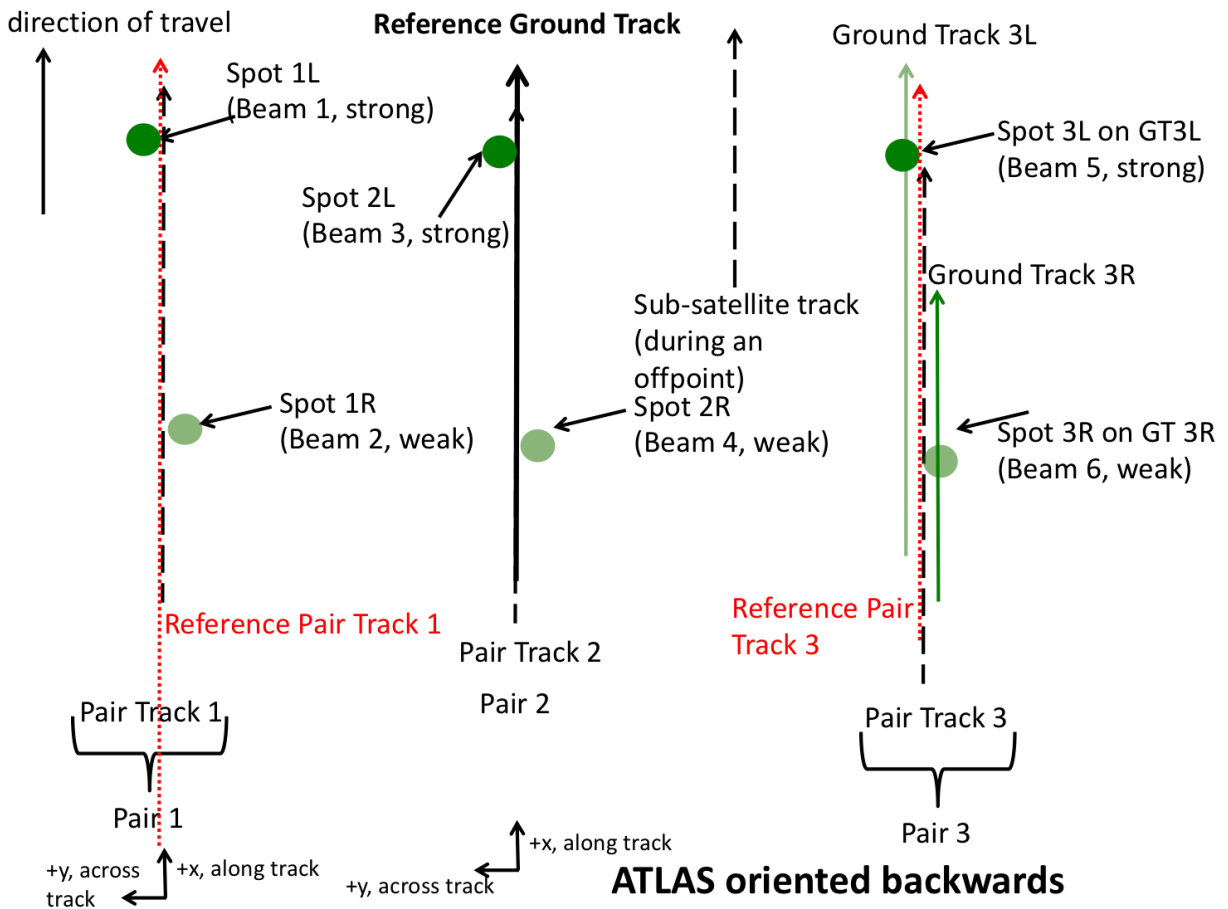 direction of travel
Reference Ground Track
Ground Track 3L
Spot 1L
(Beam 1, strong)
Spot 2L
(Beam 3, strong)
Spot 3L on GT3L
(Beam 5, strong)
Ground Track 3R
Sub-satellite track
(during an
offpoint)
Spot 1R
(Beam 2, weak)
Spot 2R
(Beam 4, weak)
Spot 3R on GT 3R
(Beam 6, weak)
Reference Pair Track 1
Reference Pair
Track 3
Pair Track 2
Pair 2
Pair Track 1
Pair 1
Pair Track 3
Pair 3
+y, across
track
+x, along track
+x, along track
+y, across track
ATLAS oriented backwards